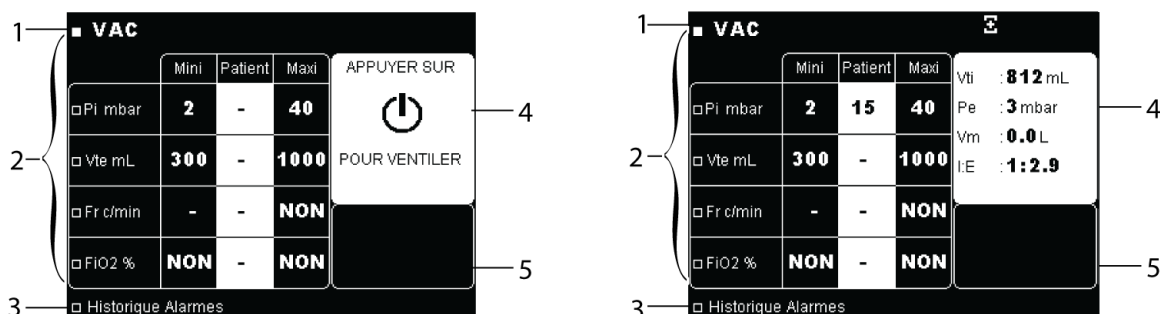 1 VAC
Mini Patient Maxi APPUYER SUR
Pi mbar 2 - 40
4
2 Vte mL 300 - 1000 POUR VENTILER
Fr c/min - - NON
FiO2 % NON - NON
5
3 Historique Alarmes
1 VAC
Mini Patient Maxi Vti : 812 mL
Pi mbar 2 15 40 Pe : 3 mbar
4
Vm : 0.0 L
2 Vte mL 300 - 1000 I:E : 1:2.9
Fr c/min - - NON
FiO2 % NON - NON
5
3 Historique Alarmes